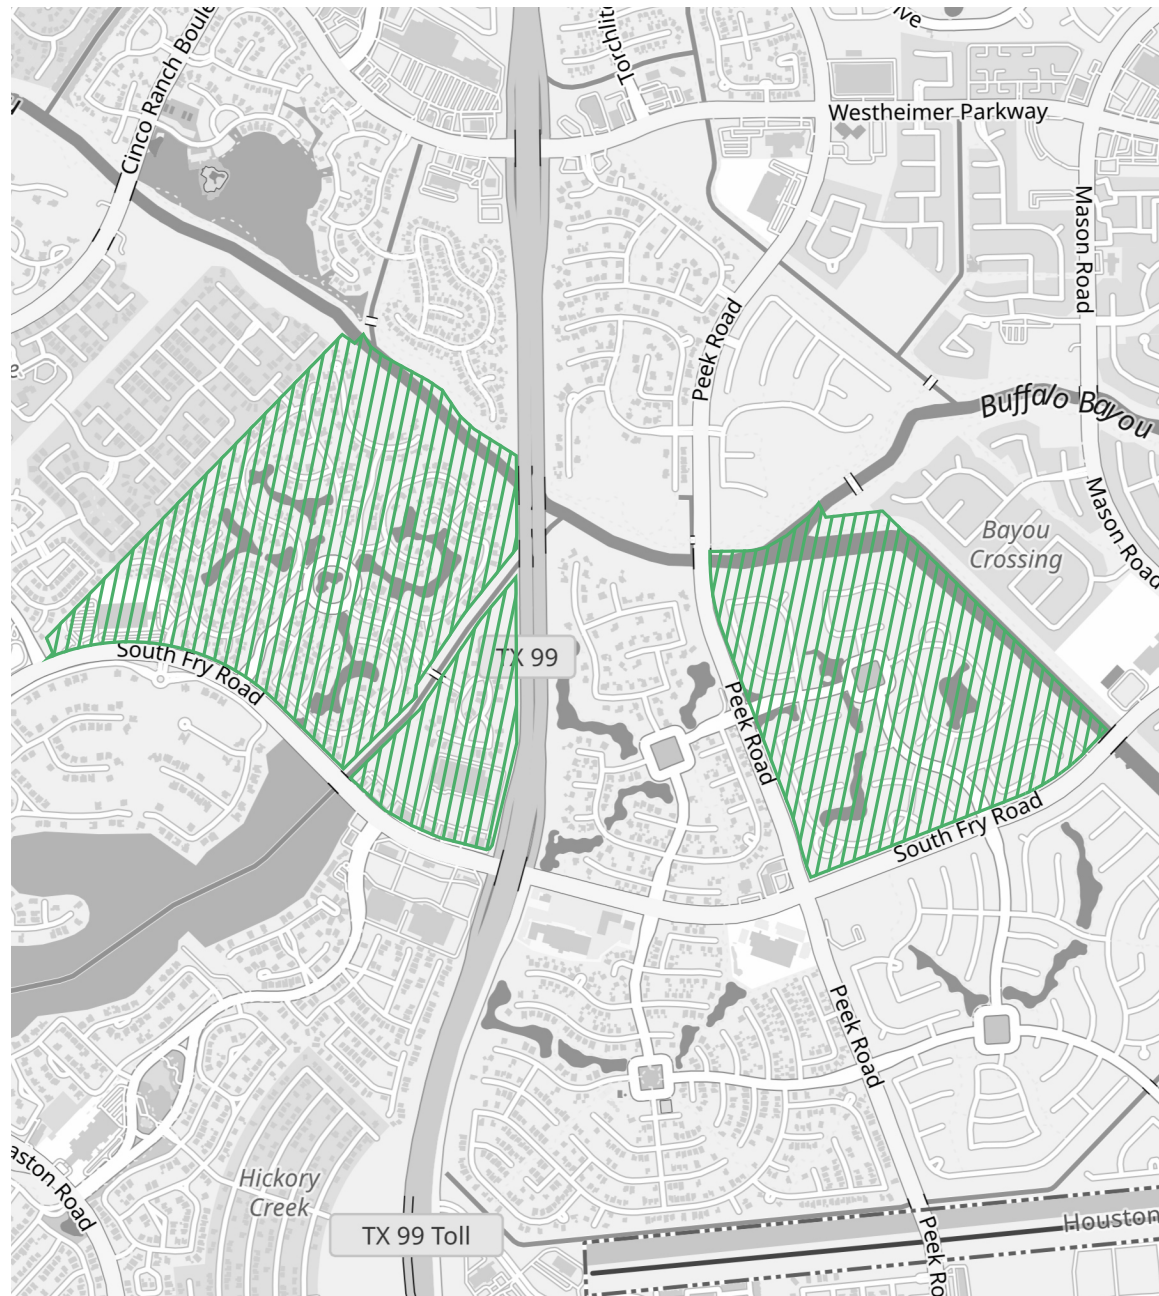 Cinco Ranch Boule
Torchlit
ive
Westheimer Parkway
Mason Road
Peek Road
Buffalo Bayou
Mason Road
Bayou
Crossing
South Fry Road
TX 99
Peek Road
South Fry Road
Peek Road
aston Road
Hickory
Creek
TX 99 Toll
Houston
Peek Ro